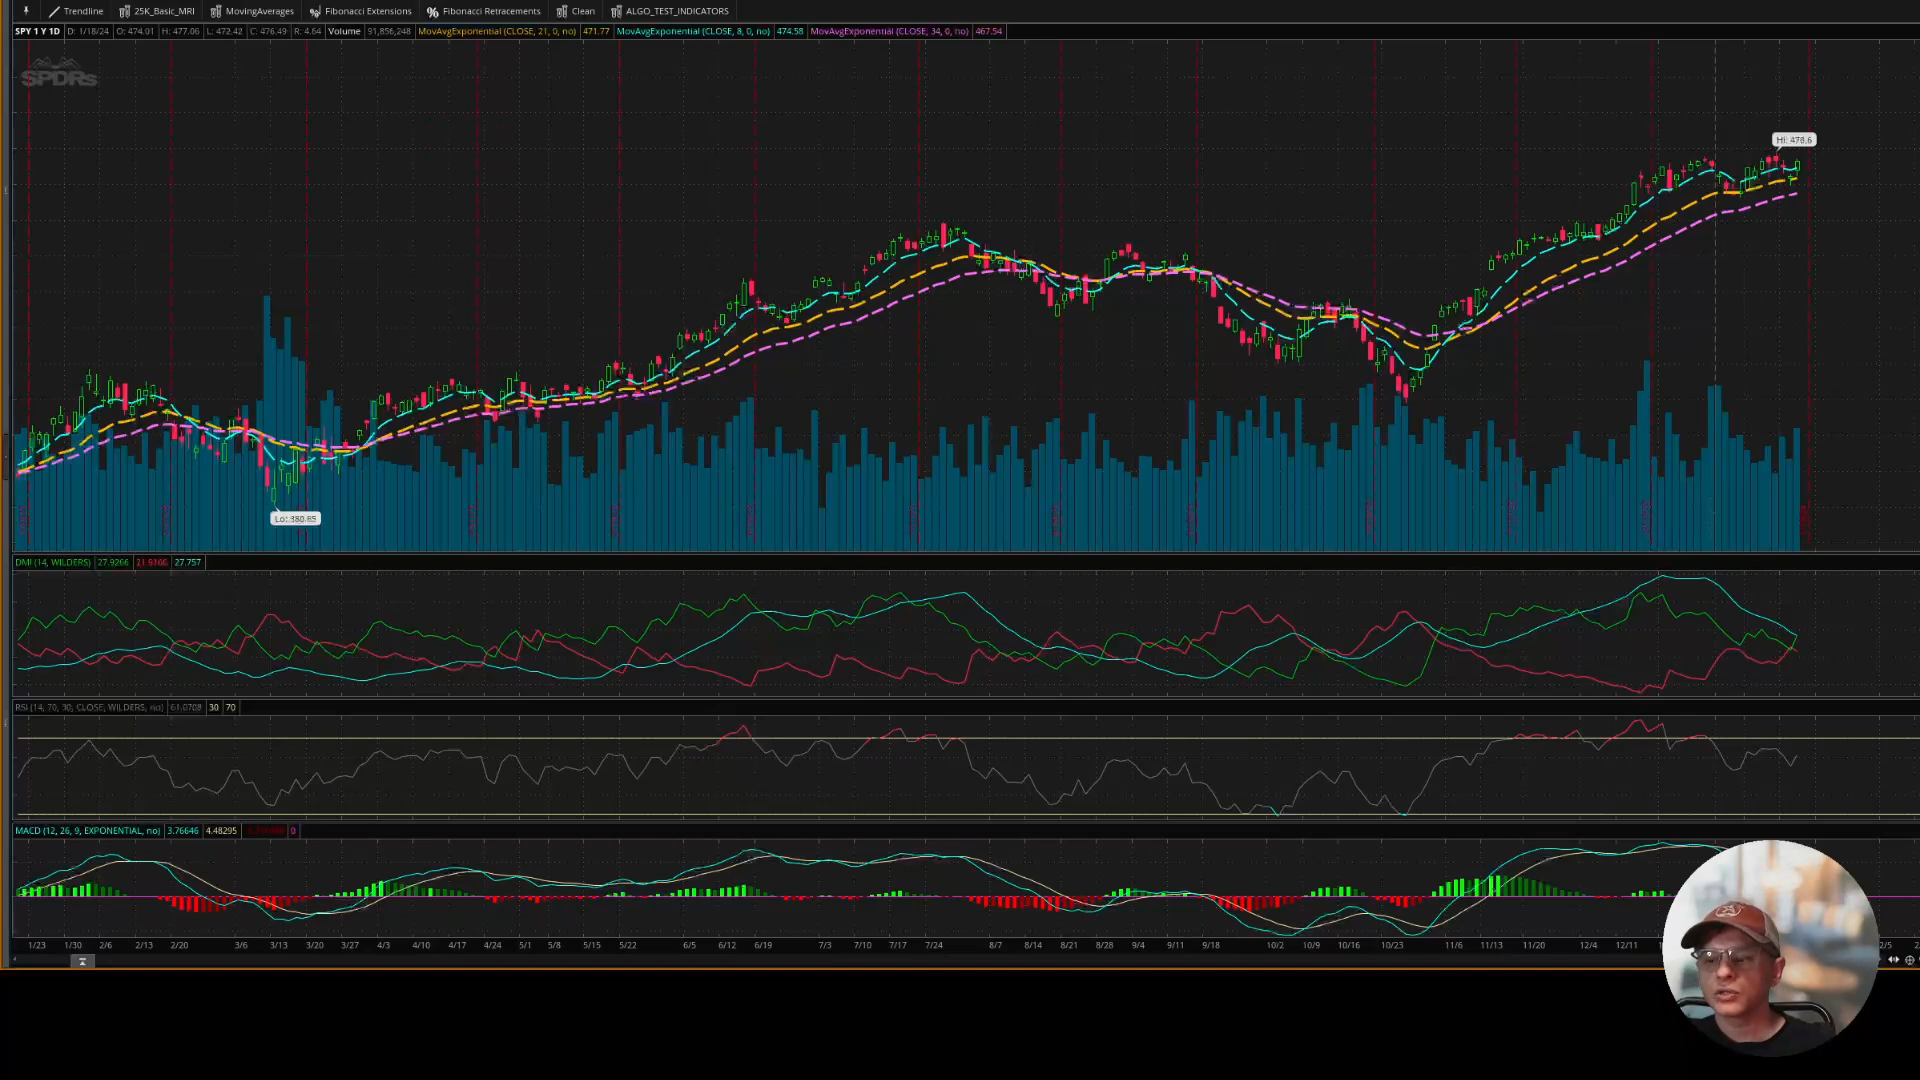 Trendline 25K_Basic_MRI MovingAverages Fibonacci Extensions Fibonacci Retracements Clean ALGO_TEST_INDICATORS
SPY 1 Y 1D D: 1/18/24 O: 474.01 H: 477.06 L: 472.42 C: 476.49 R: 4.64 Volume 91,856,248 MovAvgExponential (CLOSE, 21, 0, no) 471.77 MovAvgExponential (CLOSE, 8, 0, no) 474.58 MovAvgExponential (CLOSE, 34, 0, no) 467.54
SPDRs
Hi: 478.6
Lo: 380.65
DMI (14, WILDERS) 27.9266 21.9166 27.757
RSI (14, 70, 30, CLOSE, WILDERS, no) 61.0708 30 70
MACD (12, 26, 9, EXPONENTIAL, no) 3.76646 4.48295 0
1/23 1/30 2/6 2/13 2/20 3/6 3/13 3/20 3/27 4/3 4/10 4/17 4/24 5/1 5/8 5/15 5/22 6/5 6/12 6/19 7/3 7/10 7/17 7/24 8/7 8/14 8/21 8/28 9/4 9/11 9/18 10/2 10/9 10/16 10/23 11/6 11/13 11/20 12/4 12/11